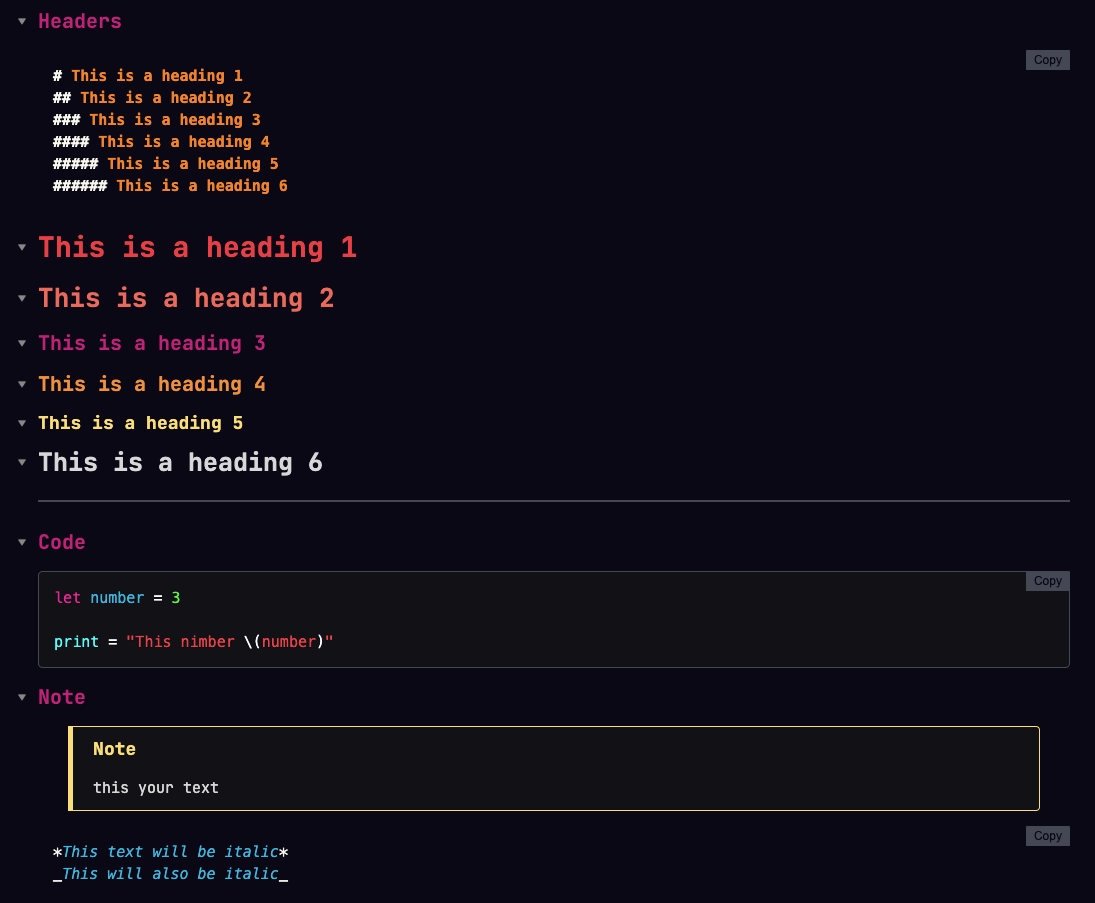 Headers
Copy
# This is a heading 1
## This is a heading 2
### This is a heading 3
#### This is a heading 4
##### This is a heading 5
###### This is a heading 6
This is a heading 1
This is a heading 2
This is a heading 3
This is a heading 4
This is a heading 5
This is a heading 6
Code
Copy
let number = 3
print = "This nimber \(number)"
Note
Note
this your text
Copy
*This text will be italic*
_This will also be italic_